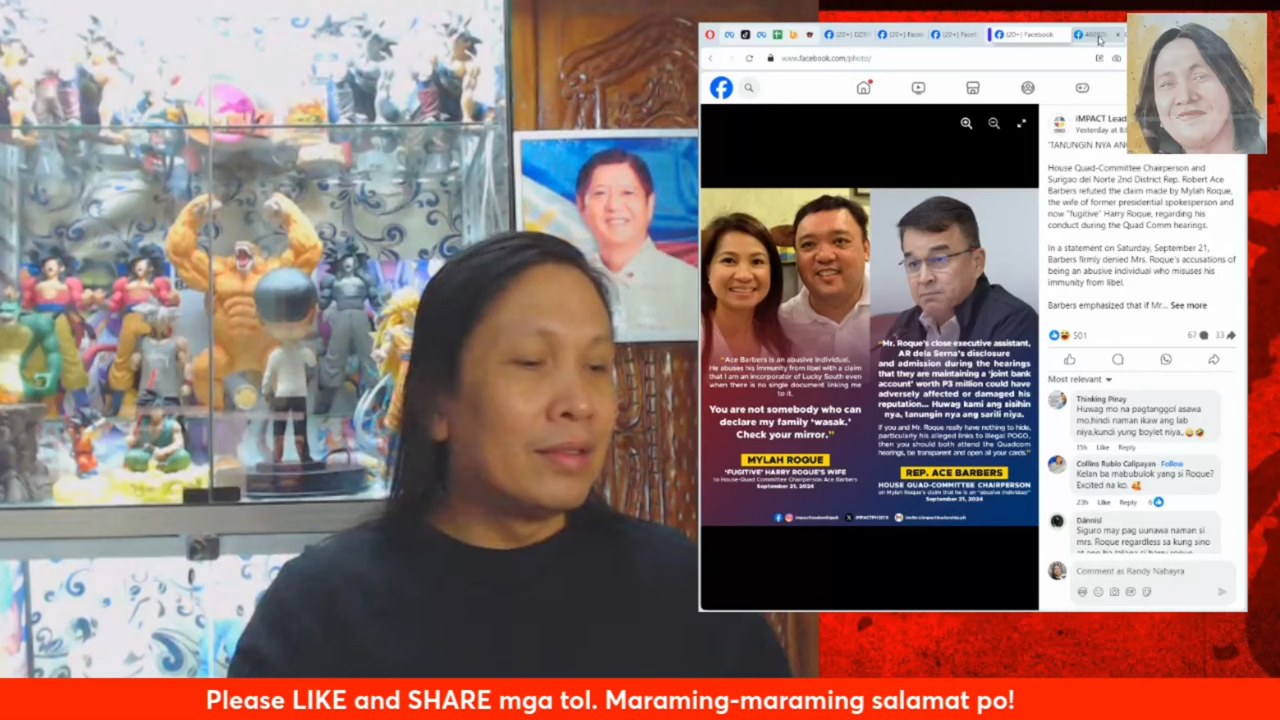 (20+) Facebook
www.facebook.com/photo/
iMPACT Lead
Yesterday at 8:
'TANUNGIN NYA AN
House Quad-Committee Chairperson and
Surigao del Norte 2nd District Rep. Robert Ace
Barbers refuted the claim made by Mylah Roque,
the wife of former presidential spokesperson and
now "fugitive" Harry Roque, regarding his
conduct during the Quad Comm hearings.
In a statement on Saturday, September 21,
Barbers firmly denied Mrs. Roque's accusations of
being an abusive individual who misuses his
immunity from libel.
Barbers emphasized that if Mr... See more
501
67
33
Most relevant
Thinking Pinay
Huwag mo na pagtanggol asawa
mo,hindi naman ikaw ang lab
niya,kundi yung boylet niya..
15h Like Reply
Collins Rubio Calipayan Follow
Kelan ba mabubulok yang si Roque?
Excited na ko.
23h Like Reply 6
Siguro may pag uunawa naman si
mrs. Roque regardless sa kung sino
Comment as Randy Nabayra
"Ace Barbers is an abusive individual.
He abuses his immunity from libel with a claim
that I am an incorporator of Lucky South even
when there is no single document linking me
to it.
You are not somebody who can
declare my family 'wasak.'
Check your mirror."
MYLAH ROQUE
'FUGITIVE' HARRY ROQUE'S WIFE
to House Quad-Committee Chairperson Ace Barbers
September 21, 2024
"Mr. Roque's close executive assistant,
AR dela Serna's disclosure
and admission during the hearings
that they are maintaining a 'joint bank
account' worth P3 million could have
adversely affected or damaged his
reputation... Huwag kami ang sisihin
nya, tanungin nya ang sarili niya.
If you and Mr. Roque really have nothing to hide,
particularly his alleged links to illegal POGO,
then you should both attend the Quadcom
hearings, be transparent and open all your cards."
REP. ACE BARBERS
HOUSE QUAD-COMMITTEE CHAIRPERSON
on Mylah Roque's claim that he is an "abusive individual"
September 21, 2024
Please LIKE and SHARE mga tol. Maraming-maraming salamat po!